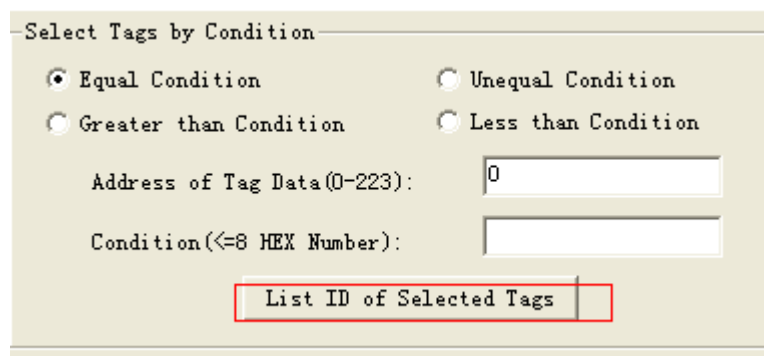 Select Tags by Condition
Equal Condition Unequal Condition
Greater than Condition Less than Condition
Address of Tag Data(0-223): 0
Condition(<=8 HEX Number):
List ID of Selected Tags